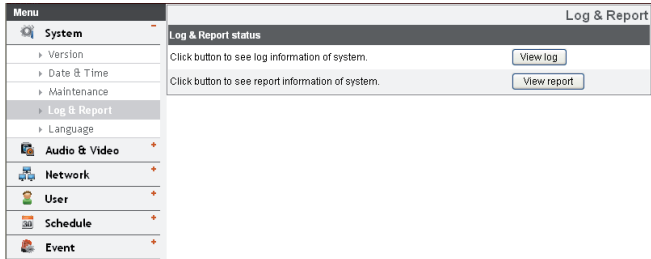 Menu
Log & Report
System
Version
Date & Time
Maintenance
Log & Report
Language
Audio & Video
Network
User
30
Schedule
Event
Log & Report status
Click button to see log information of system.
View log
Click button to see report information of system.
View report